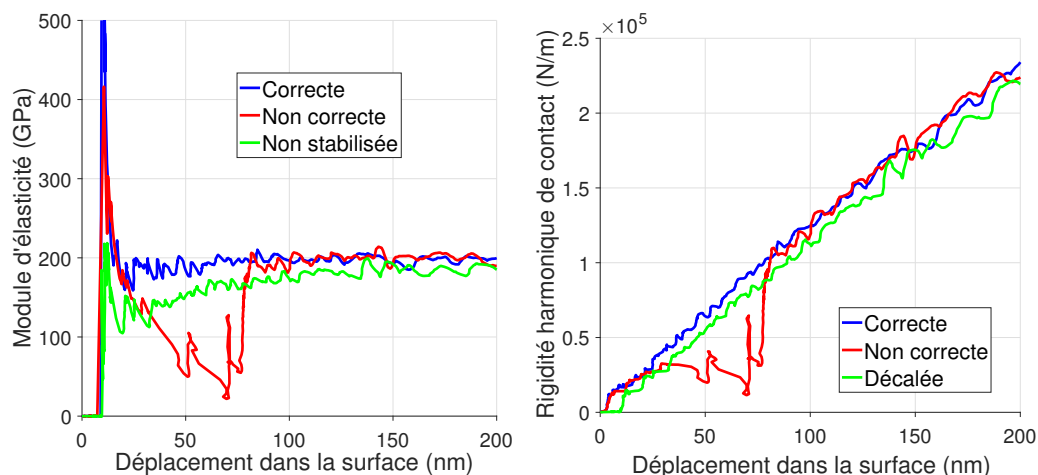 500
400
300
200
100
0
Module d'élasticité (GPa)
Correcte
Non correcte
Non stabilisée
0
50
100
150
200
Déplacement dans la surface (nm)
×10⁵
2.5
2
1.5
1
0.5
0
Rigidité harmonique de contact (N/m)
Correcte
Non correcte
Décalée
0
50
100
150
200
Déplacement dans la surface (nm)